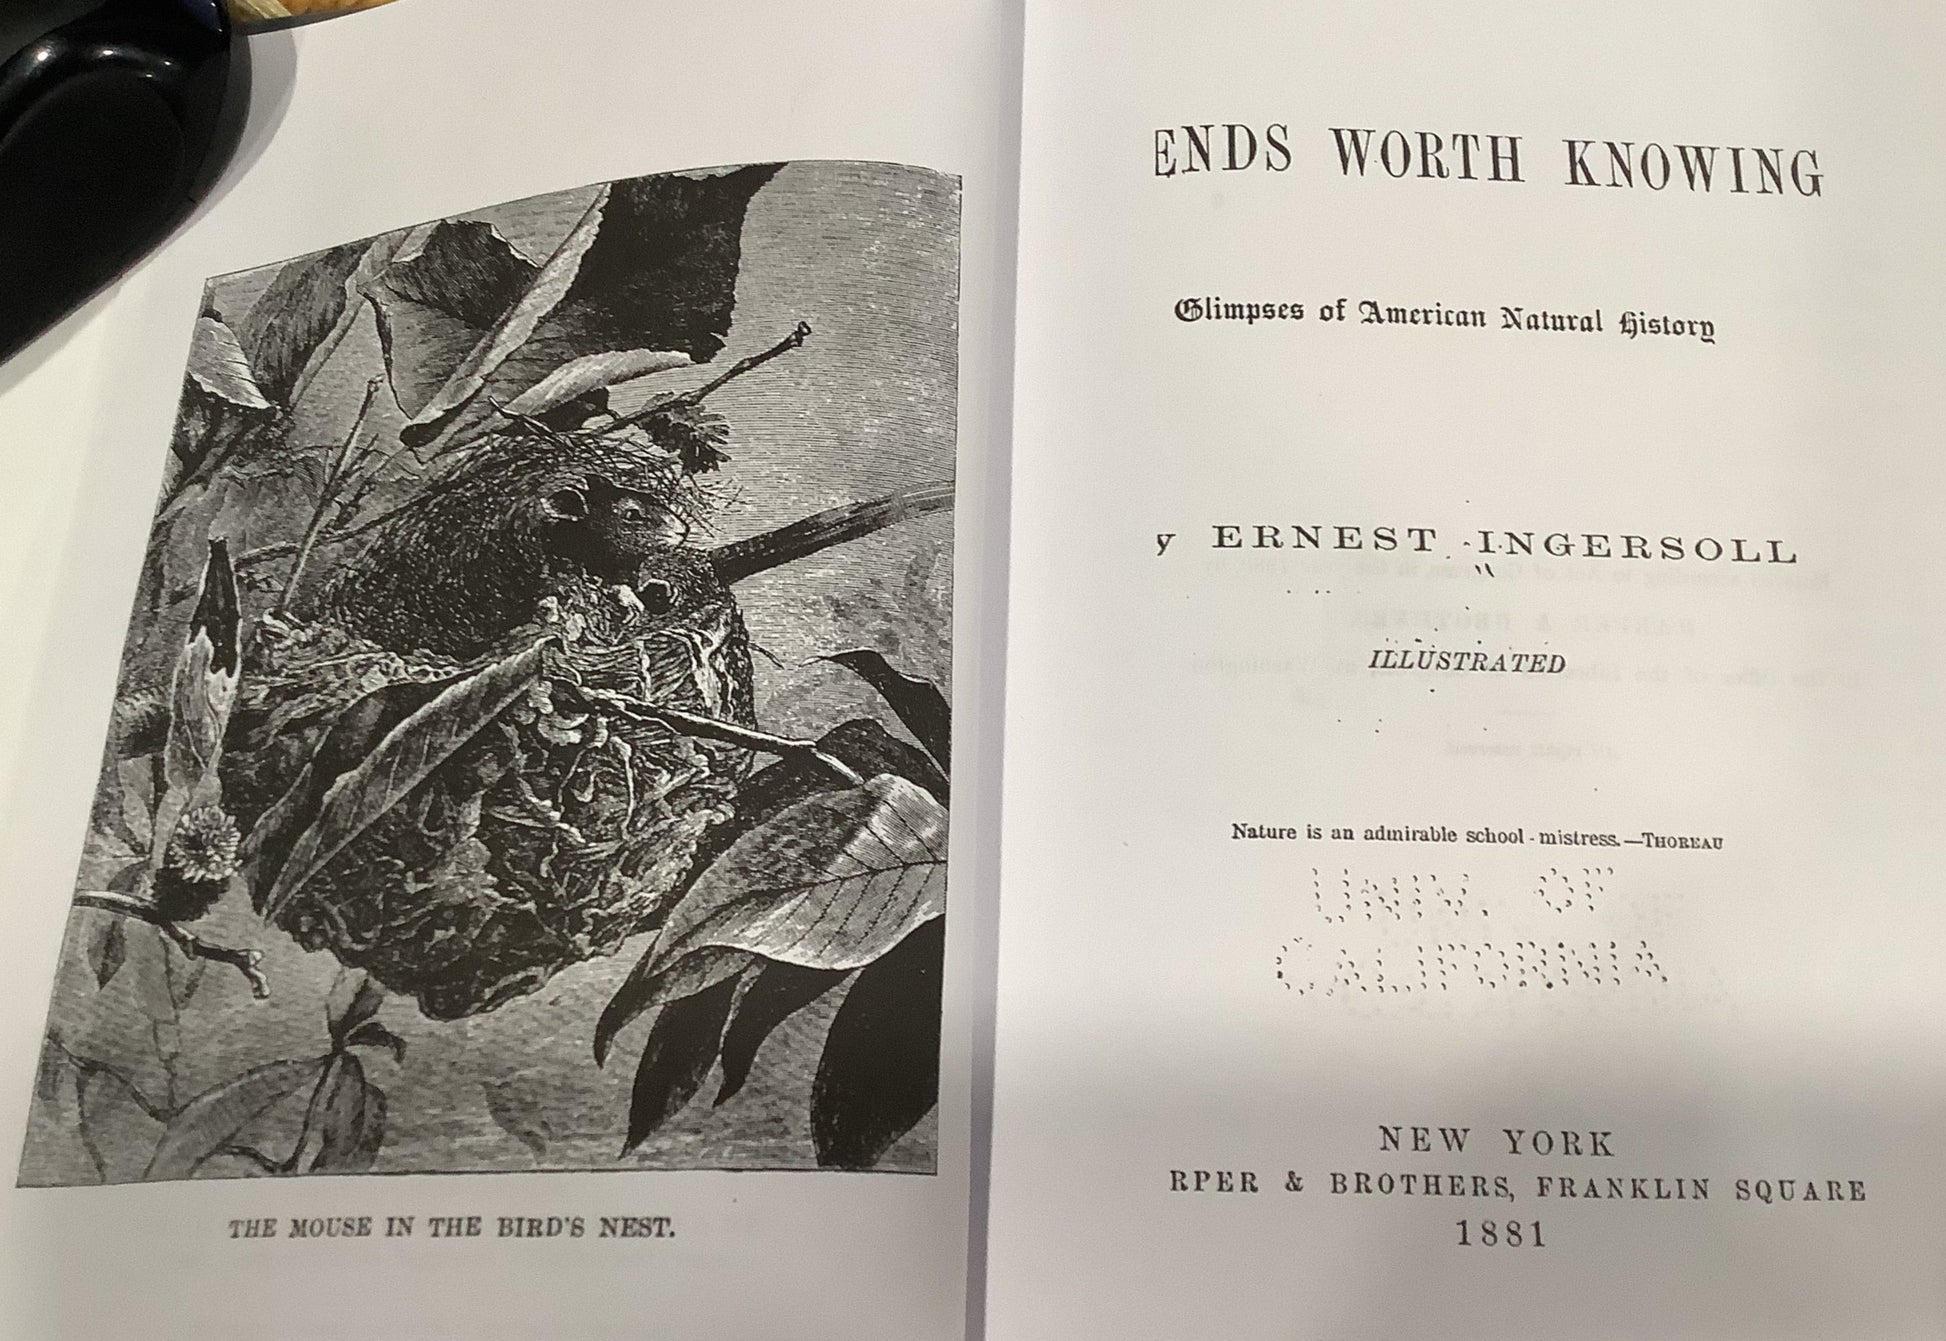 THE MOUSE IN THE BIRD'S NEST.
ENDS WORTH KNOWING
Glimpses of American Natural History
y ERNEST INGERSOLL
ILLUSTRATED
Nature is an admirable school-mistress.—THOREAU
UNIV. OF
CALIFORNIA
NEW YORK
RPER & BROTHERS, FRANKLIN SQUARE
1881